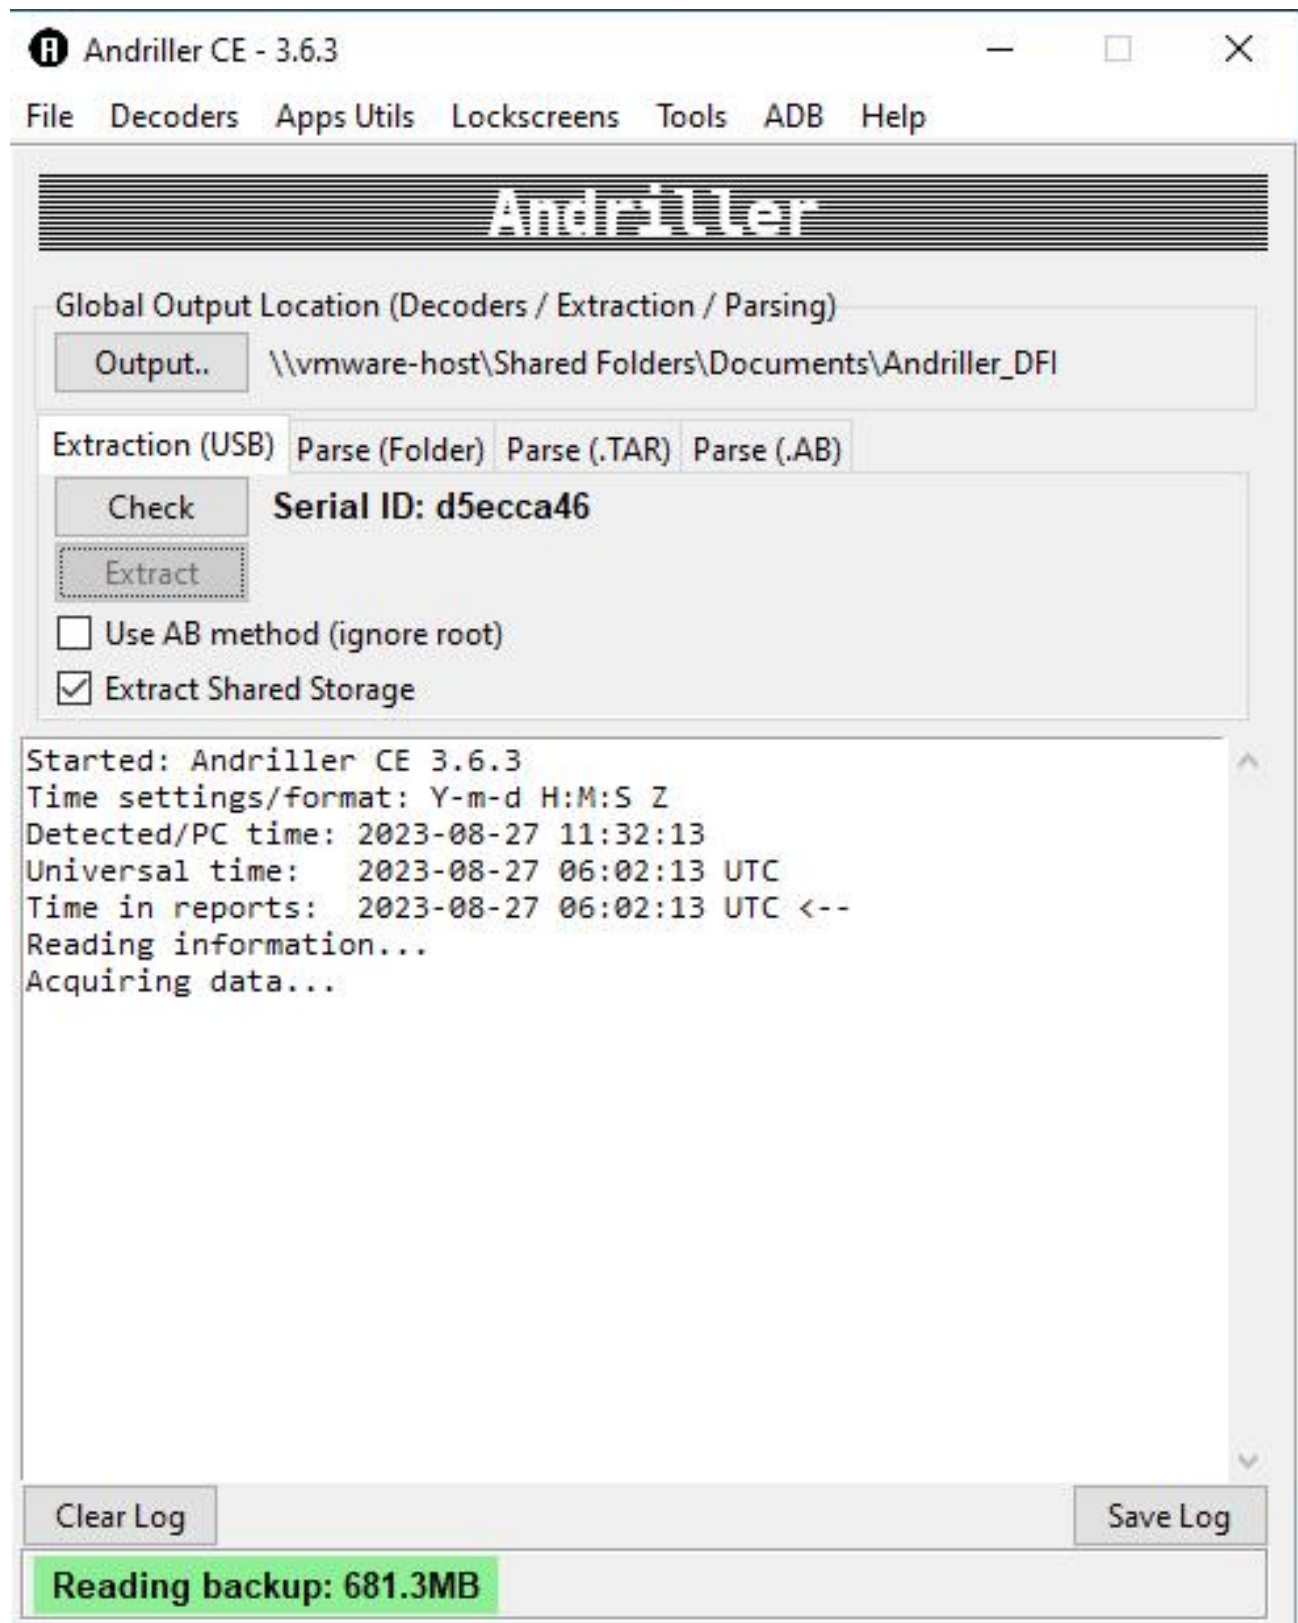 Andriller CE - 3.6.3
File Decoders Apps Utils Lockscreens Tools ADB Help
Andriller
Global Output Location (Decoders / Extraction / Parsing)
Output.. \\vmware-host\Shared Folders\Documents\Andriller_DFI
Extraction (USB) Parse (Folder) Parse (.TAR) Parse (.AB)
Check Serial ID: d5ecca46
Extract
Use AB method (ignore root)
Extract Shared Storage
Started: Andriller CE 3.6.3
Time settings/format: Y-m-d H:M:S Z
Detected/PC time: 2023-08-27 11:32:13
Universal time: 2023-08-27 06:02:13 UTC
Time in reports: 2023-08-27 06:02:13 UTC <--
Reading information...
Acquiring data...
Clear Log Save Log
Reading backup: 681.3MB